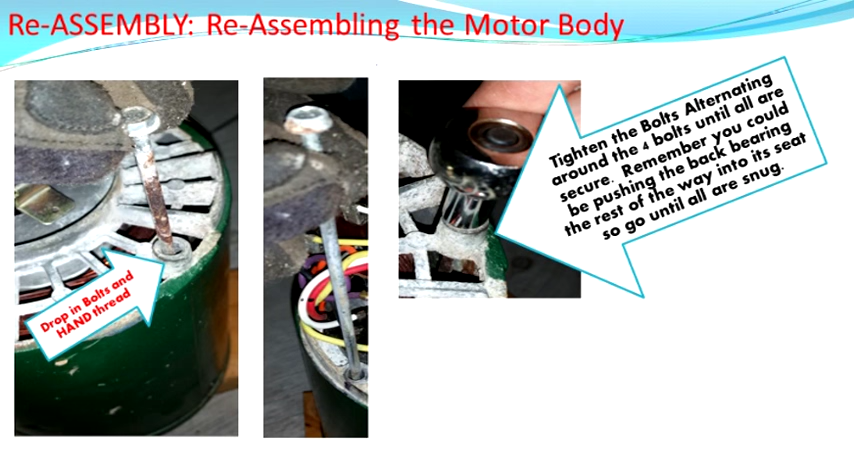 Re-ASSEMBLY: Re-Assembling the Motor Body
Drop in Bolts and
HAND thread
Tighten the Bolts Alternating
around the 4 bolts until all are
secure. Remember you could
be pushing the back bearing
the rest of the way into its seat
so go until all are snug.